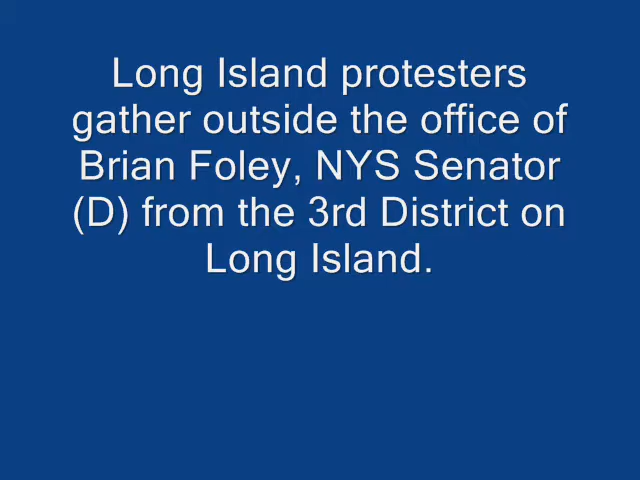 Long Island protesters
gather outside the office of
Brian Foley, NYS Senator
(D) from the 3rd District on
Long Island.